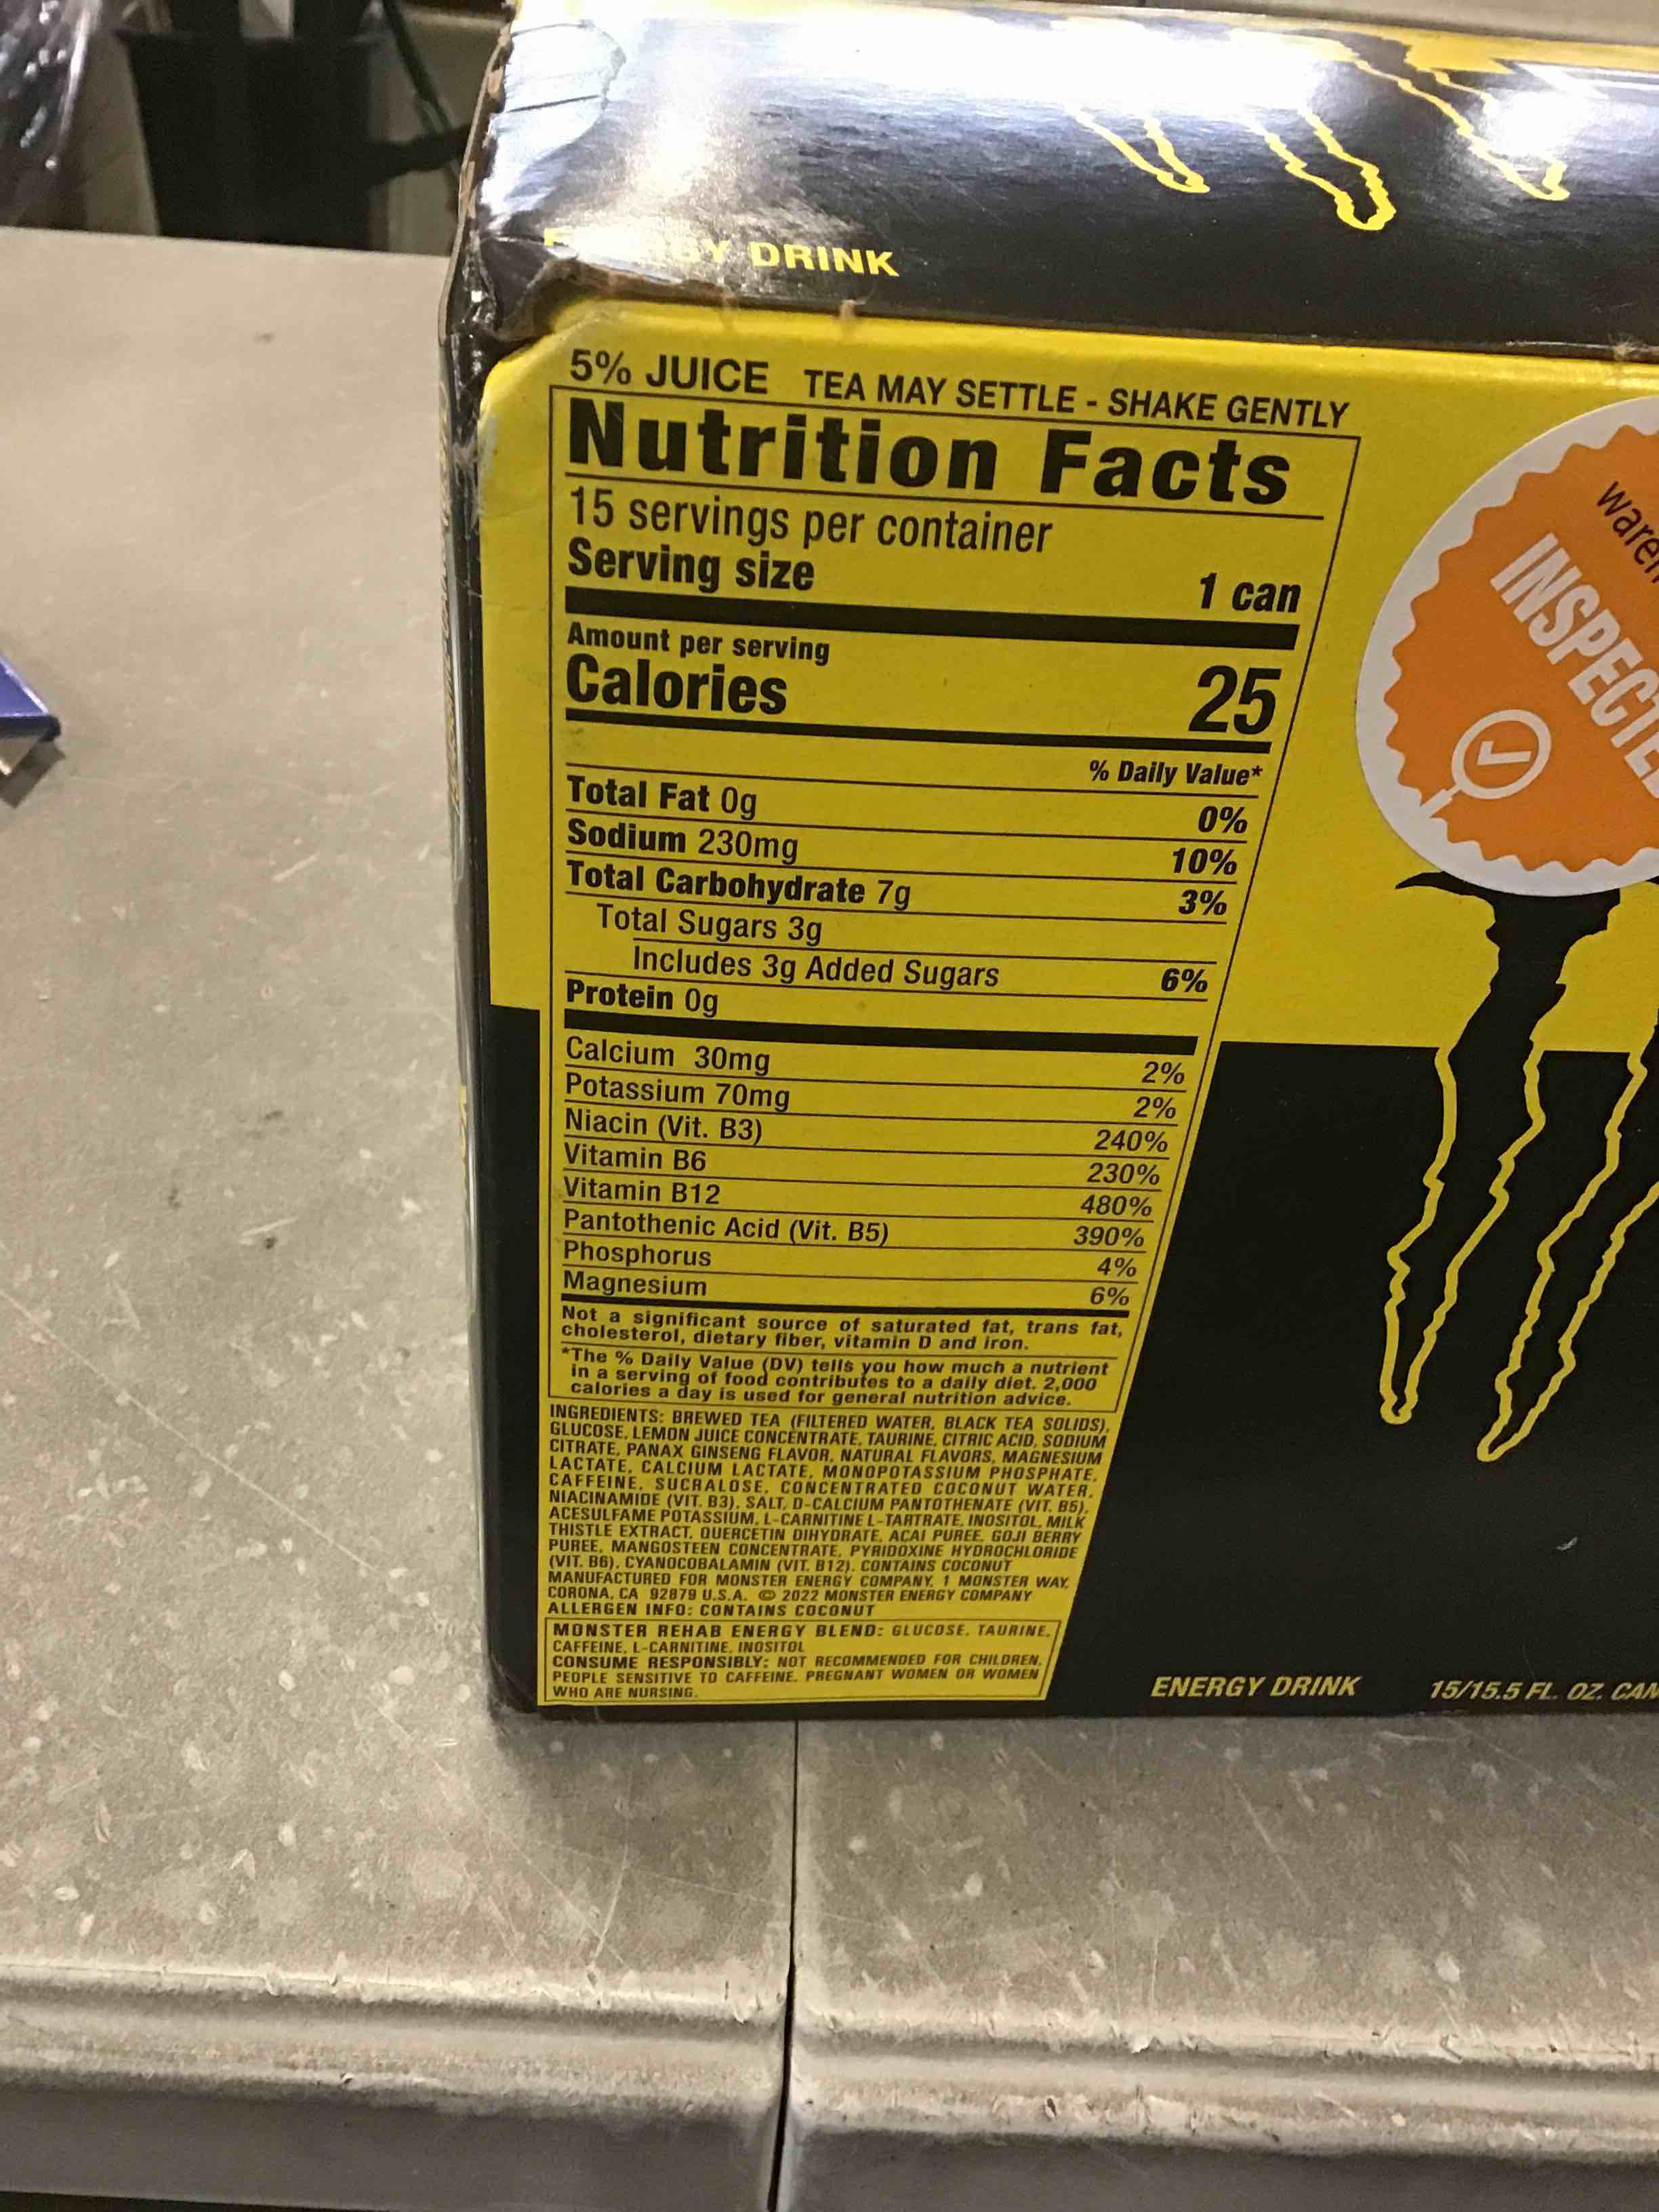 DRINK
5% JUICE TEA MAY SETTLE - SHAKE GENTLY
Nutrition Facts
15 servings per container
Serving size 1 can
Amount per serving
Calories 25
% Daily Value*
Total Fat 0g 0%
Sodium 230mg 10%
Total Carbohydrate 7g 3%
Total Sugars 3g
Includes 3g Added Sugars 6%
Protein 0g
Calcium 30mg 2%
Potassium 70mg 2%
Niacin (Vit. B3) 240%
Vitamin B6 230%
Vitamin B12 480%
Pantothenic Acid (Vit. B5) 390%
Phosphorus 4%
Magnesium 6%
Not a significant source of saturated fat, trans fat,
cholesterol, dietary fiber, vitamin D and iron.
*The % Daily Value (DV) tells you how much a nutrient
in a serving of food contributes to a daily diet. 2,000
calories a day is used for general nutrition advice.
INGREDIENTS: BREWED TEA (FILTERED WATER, BLACK TEA SOLIDS),
GLUCOSE, LEMON JUICE CONCENTRATE, TAURINE, CITRIC ACID, SODIUM
CITRATE, PANAX GINSENG FLAVOR, NATURAL FLAVORS, MAGNESIUM
LACTATE, CALCIUM LACTATE, MONOPOTASSIUM PHOSPHATE,
CAFFEINE, SUCRALOSE, CONCENTRATED COCONUT WATER,
NIACINAMIDE (VIT. B3), SALT, D-CALCIUM PANTOTHENATE (VIT. B5),
ACESULFAME POTASSIUM, L-CARNITINE L-TARTRATE, INOSITOL, MILK
THISTLE EXTRACT, QUERCETIN DIHYDRATE, ACAI PUREE, GOJI BERRY
PUREE, MANGOSTEEN CONCENTRATE, PYRIDOXINE HYDROCHLORIDE
(VIT. B6), CYANOCOBALAMIN (VIT. B12). CONTAINS COCONUT
MANUFACTURED FOR MONSTER ENERGY COMPANY, 1 MONSTER WAY,
CORONA, CA 92879 U.S.A. © 2022 MONSTER ENERGY COMPANY
ALLERGEN INFO: CONTAINS COCONUT
MONSTER REHAB ENERGY BLEND: GLUCOSE, TAURINE,
CAFFEINE, L-CARNITINE, INOSITOL
CONSUME RESPONSIBLY: NOT RECOMMENDED FOR CHILDREN,
PEOPLE SENSITIVE TO CAFFEINE, PREGNANT WOMEN OR WOMEN
WHO ARE NURSING.
INSPECTED
ENERGY DRINK 15/15.5 FL. OZ. CAN